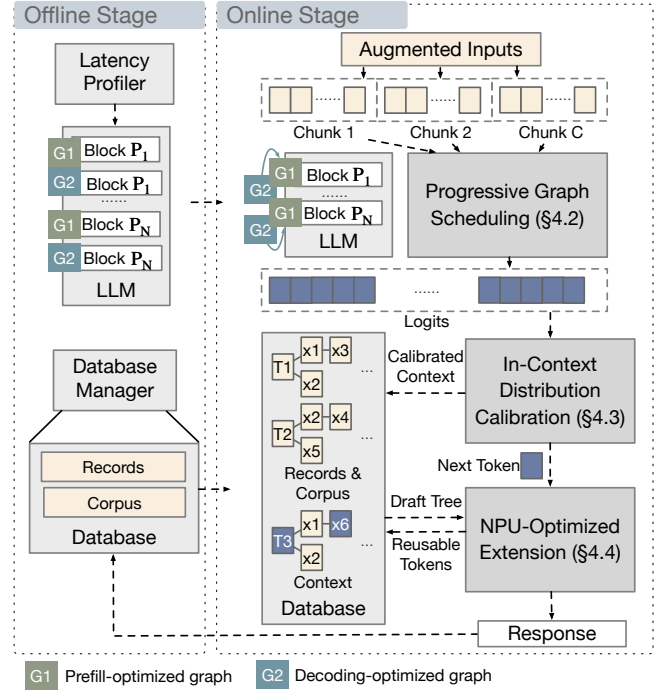 Offline Stage
Latency
Profiler
G1 Block P1
G2 Block P1
......
G1 Block PN
G2 Block PN
LLM
Database
Manager
Records
Corpus
Database
Online Stage
Augmented Inputs
...... ...... ......
Chunk 1 Chunk 2 Chunk C
G1 Block P1
G2
......
G1 Block PN
G2
LLM
Progressive Graph
Scheduling (§4.2)
......
Logits
T1 x1 x3
x2
...
T2 x2 x4
x5
...
Records &
Corpus
T3 x1 x6
x2
...
Context
Database
Calibrated
Context
In-Context
Distribution
Calibration (§4.3)
Next Token
Draft Tree
Reusable
Tokens
NPU-Optimized
Extension (§4.4)
Response
G1 Prefill-optimized graph
G2 Decoding-optimized graph